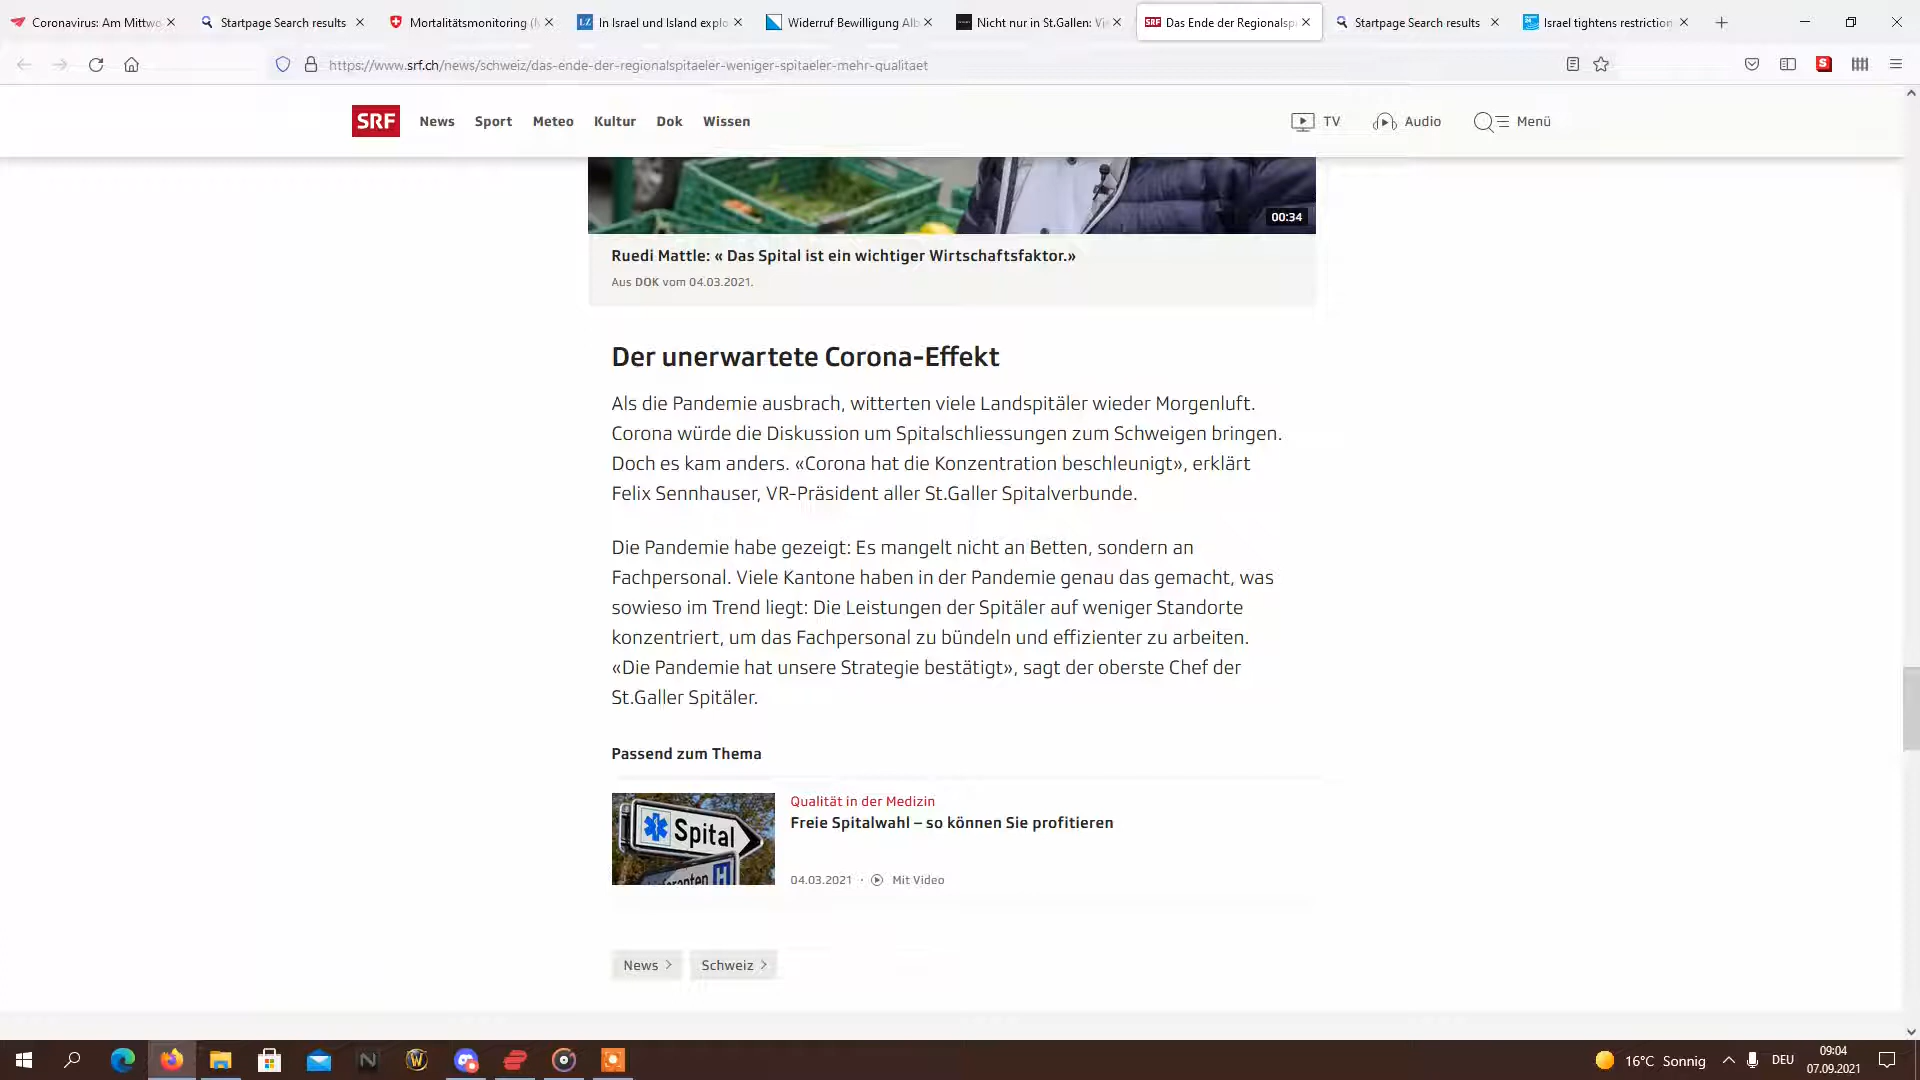 Coronavirus: Am Mittwo
Startpage Search results
Mortalitätsmonitoring (
In Israel und Island explo
Widerruf Bewilligung Alb
Nicht nur in St.Gallen: Vi
Das Ende der Regionalsp
Startpage Search results
Israel tightens restriction
https://www.srf.ch/news/schweiz/das-ende-der-regionalspitaeler-weniger-spitaeler-mehr-qualitaet
SRF News Sport Meteo Kultur Dok Wissen TV Audio Menü
00:34
Ruedi Mattle: « Das Spital ist ein wichtiger Wirtschaftsfaktor.»
Aus DOK vom 04.03.2021.
Der unerwartete Corona-Effekt
Als die Pandemie ausbrach, witterten viele Landspitäler wieder Morgenluft.
Corona würde die Diskussion um Spitalschliessungen zum Schweigen bringen.
Doch es kam anders. «Corona hat die Konzentration beschleunigt», erklärt
Felix Sennhauser, VR-Präsident aller St.Galler Spitalverbunde.
Die Pandemie habe gezeigt: Es mangelt nicht an Betten, sondern an
Fachpersonal. Viele Kantone haben in der Pandemie genau das gemacht, was
sowieso im Trend liegt: Die Leistungen der Spitäler auf weniger Standorte
konzentriert, um das Fachpersonal zu bündeln und effizienter zu arbeiten.
«Die Pandemie hat unsere Strategie bestätigt», sagt der oberste Chef der
St.Galler Spitäler.
Passend zum Thema
Spital
Qualität in der Medizin
Freie Spitalwahl – so können Sie profitieren
04.03.2021 · Mit Video
News
Schweiz
16°C Sonnig
DEU
09:04
07.09.2021